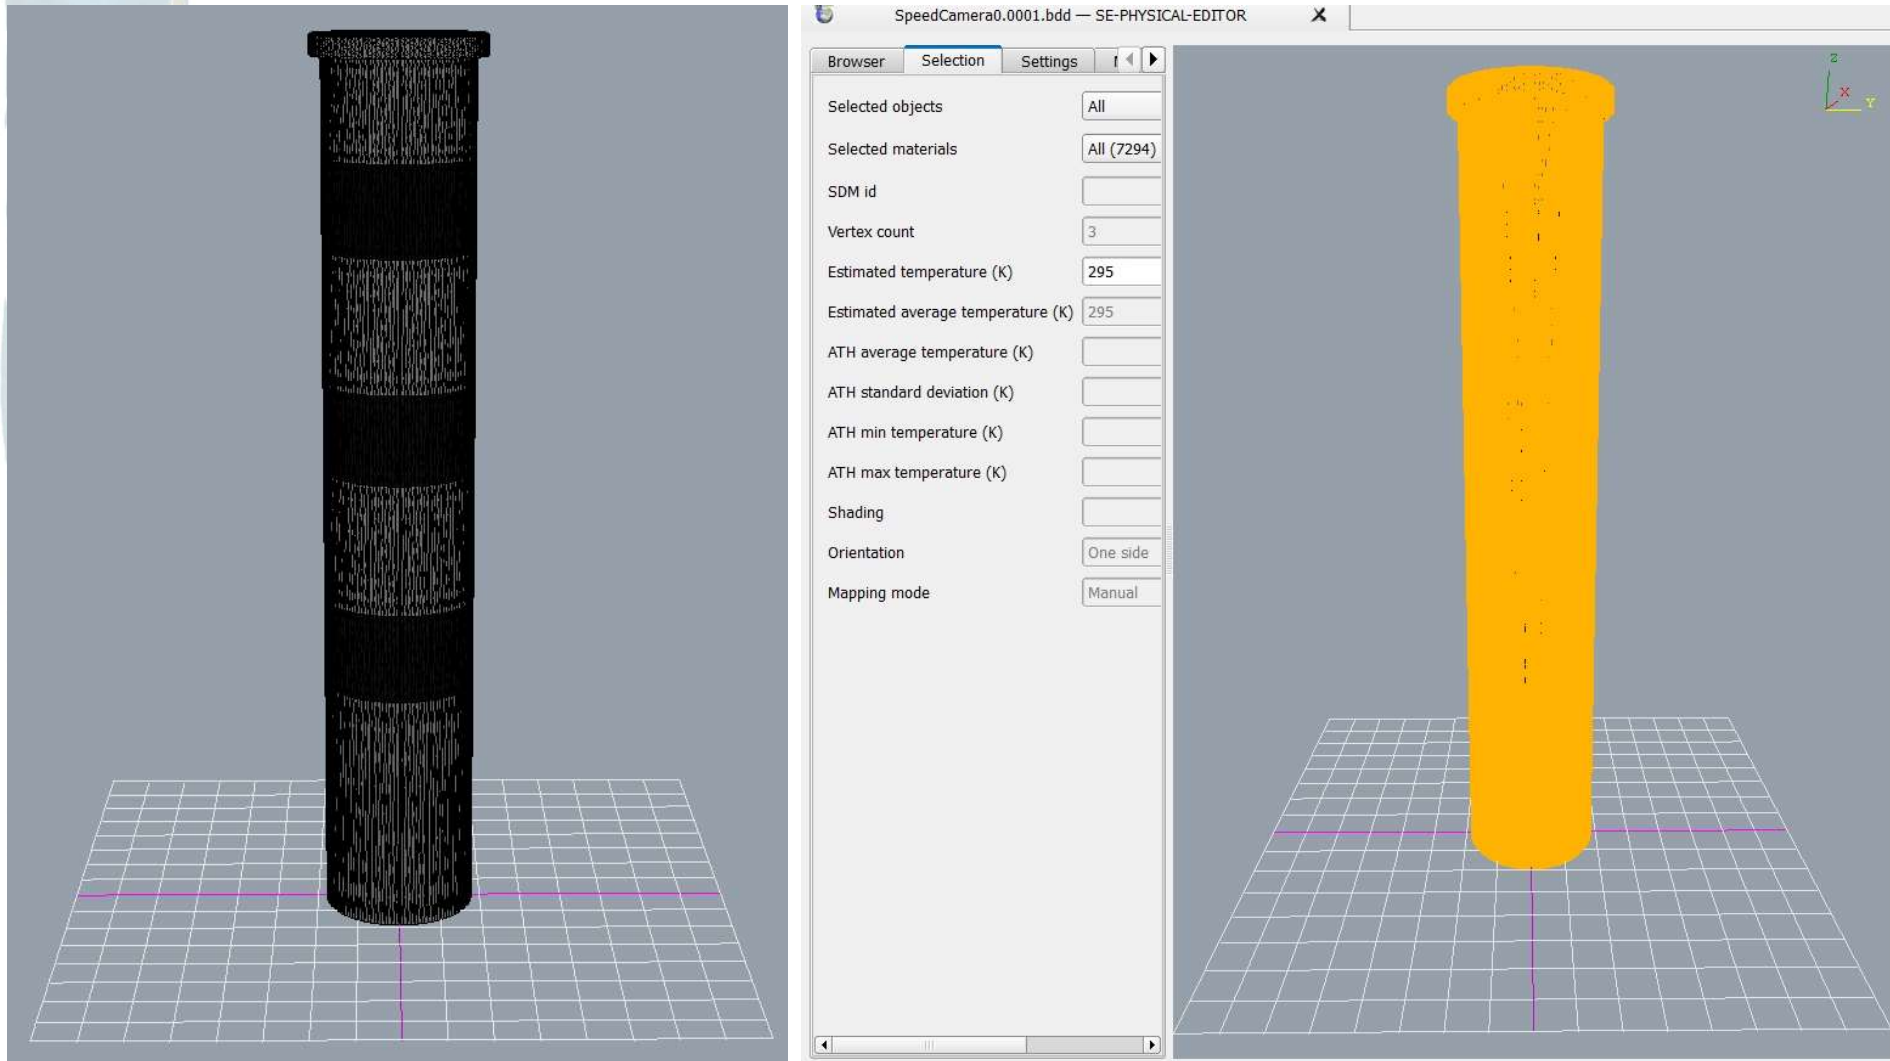 SpeedCamera0.0001.bdd — SE-PHYSICAL-EDITOR
Browser Selection Settings
Selected objects All
Selected materials All (7294)
SDM id
Vertex count 3
Estimated temperature (K) 295
Estimated average temperature (K) 295
ATH average temperature (K)
ATH standard deviation (K)
ATH min temperature (K)
ATH max temperature (K)
Shading
Orientation One side
Mapping mode Manual
Z
X
Y